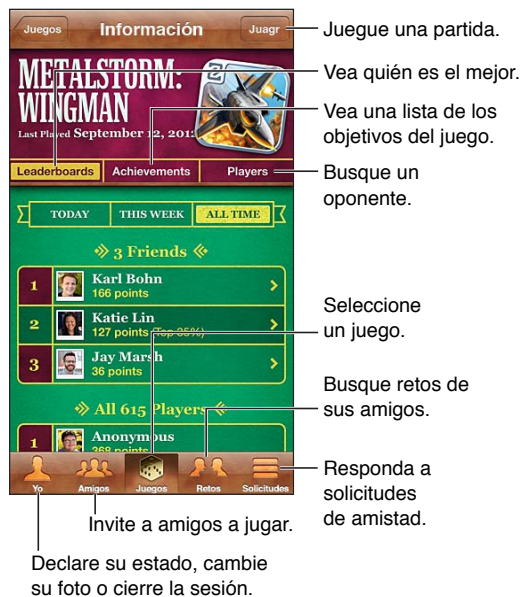 Juegos Información Juagr
Juegue una partida.
METALSTORM:
WINGMAN
Last Played September 12, 2012
Vea quién es el mejor.
Vea una lista de los
objetivos del juego.
Leaderboards Achievements Players
Busque un
oponente.
TODAY THIS WEEK ALL TIME
3 Friends
1 Karl Bohn
166 points
2 Katie Lin
127 points (Top 35%)
3 Jay Marsh
36 points
Seleccione
un juego.
All 615 Players
1 Anonymous
368 points
Busque retos de
sus amigos.
Yo Amigos Juegos Retos Solicitudes
Responda a
solicitudes
de amistad.
Invite a amigos a jugar.
Declare su estado, cambie
su foto o cierre la sesión.